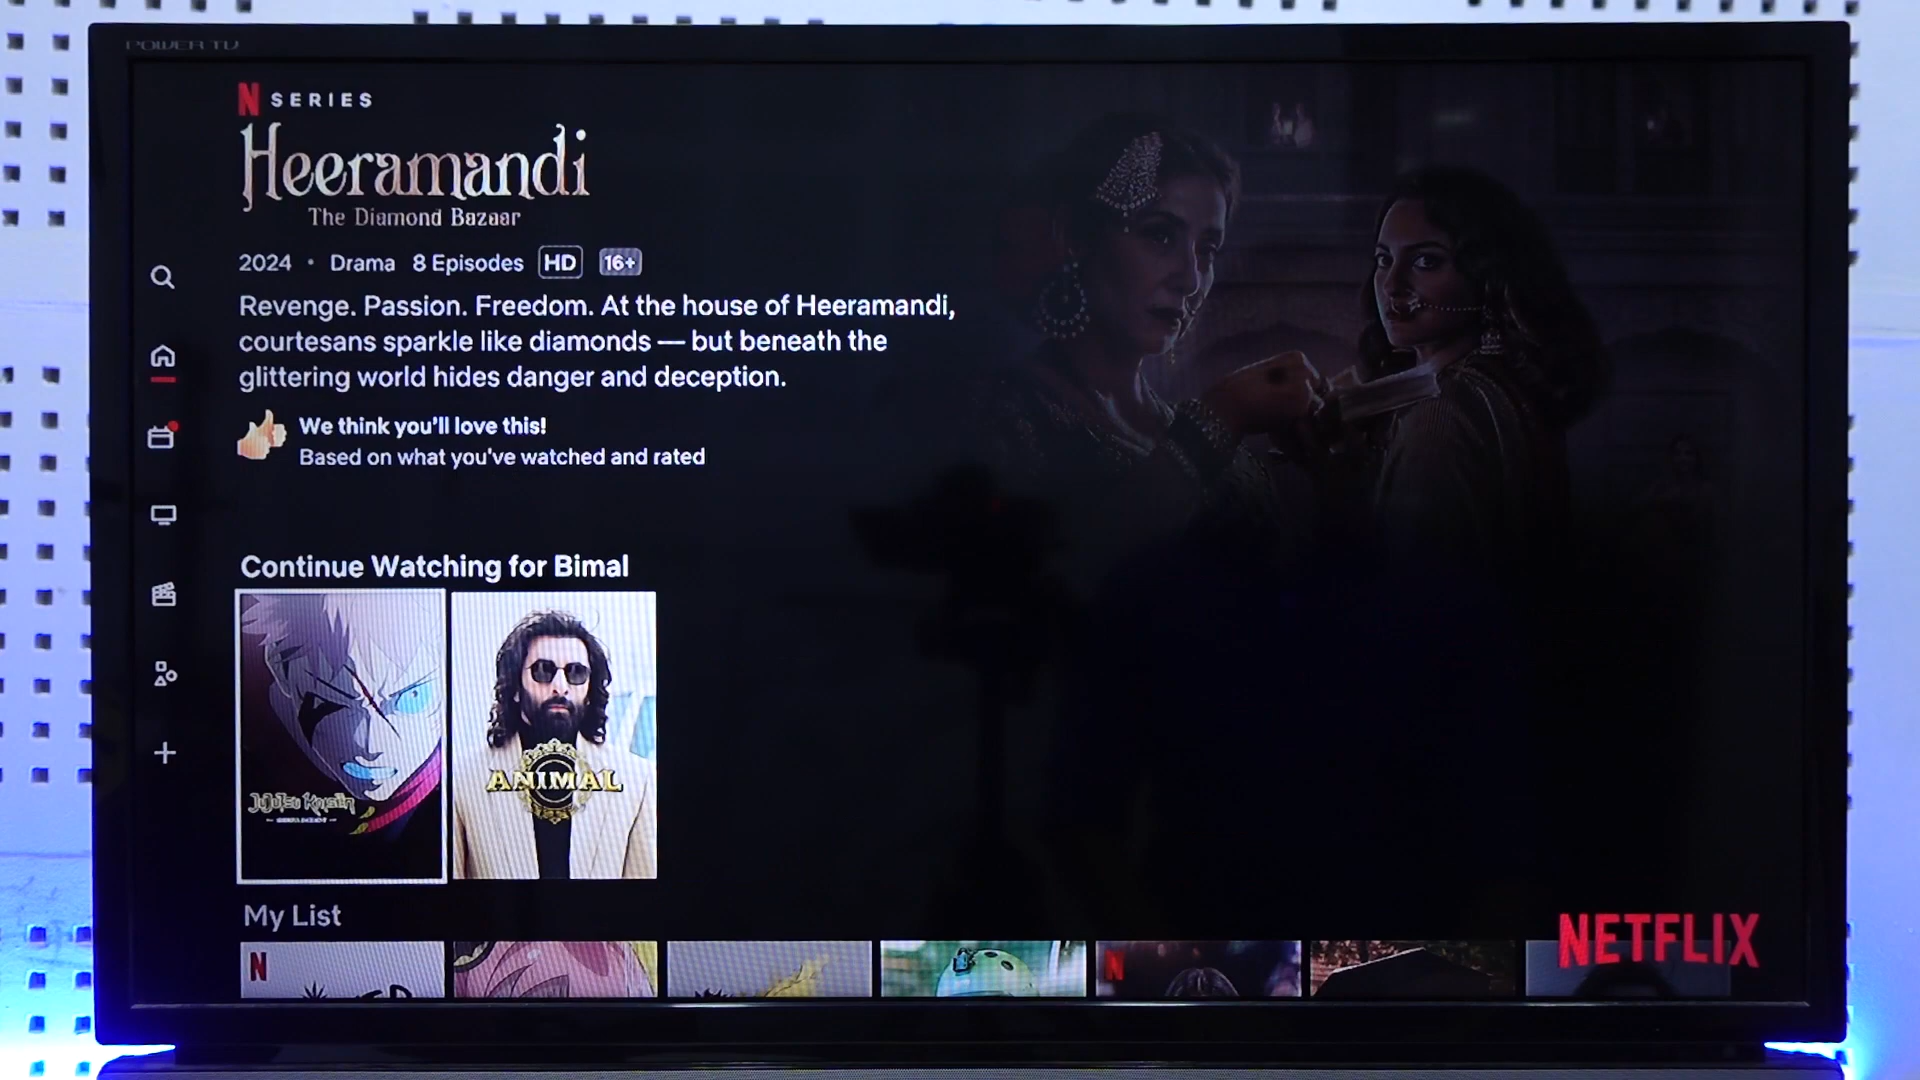 POWER TV
N SERIES
Heeramandi
The Diamond Bazaar
2024 • Drama 8 Episodes HD 16+
Revenge. Passion. Freedom. At the house of Heeramandi,
courtesans sparkle like diamonds — but beneath the
glittering world hides danger and deception.
We think you'll love this!
Based on what you've watched and rated
Continue Watching for Bimal
JuJuTsu Kaisen
ANIMAL
My List
N
N
NETFLIX